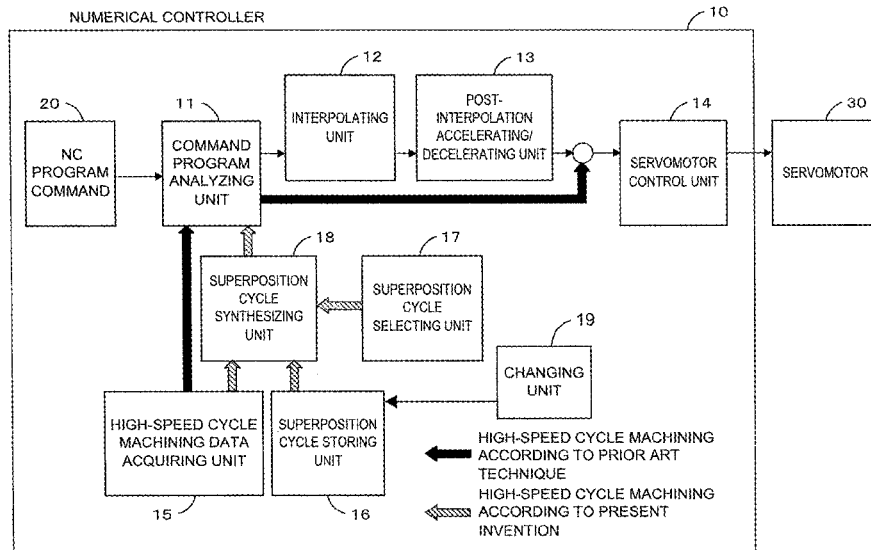 NUMERICAL CONTROLLER
10
20
11
12
13
14
30
NC
PROGRAM
COMMAND
COMMAND
PROGRAM
ANALYZING
UNIT
INTERPOLATING
UNIT
POST-
INTERPOLATION
ACCELERATING/
DECELERATING UNIT
SERVOMOTOR
CONTROL UNIT
SERVOMOTOR
18
17
SUPERPOSITION
CYCLE
SYNTHESIZING
UNIT
SUPERPOSITION
CYCLE
SELECTING UNIT
19
CHANGING
UNIT
HIGH-SPEED CYCLE
MACHINING DATA
ACQUIRING UNIT
SUPERPOSITION
CYCLE STORING
UNIT
15
16
HIGH-SPEED CYCLE MACHINING
ACCORDING TO PRIOR ART
TECHNIQUE
HIGH-SPEED CYCLE MACHINING
ACCORDING TO PRESENT
INVENTION